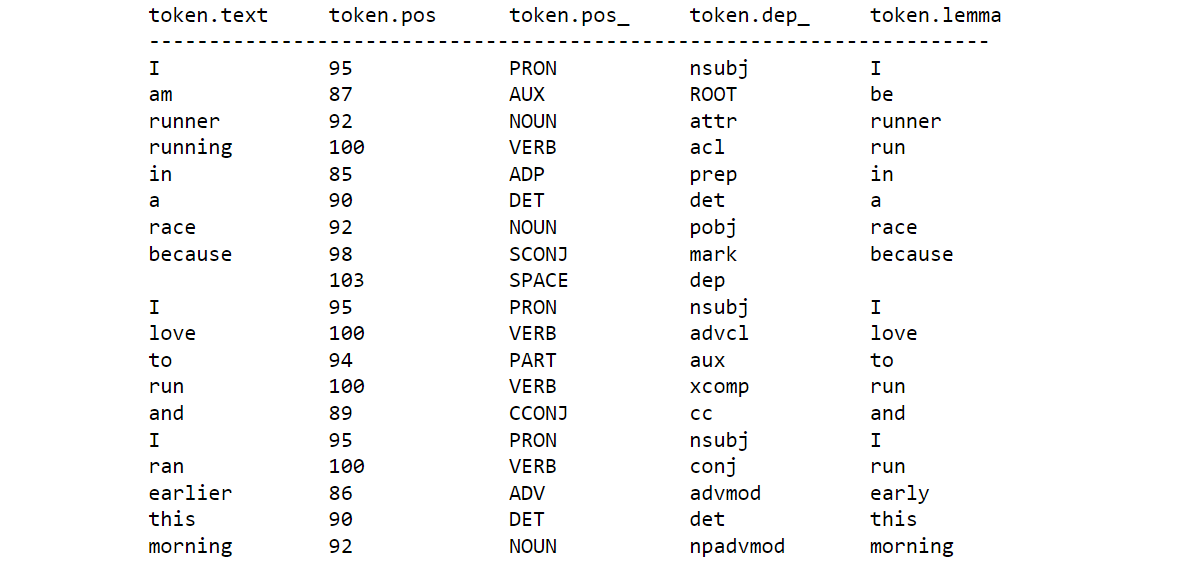 token.text token.pos token.pos_ token.dep_ token.lemma
----------------------------------------------------------------------
I 95 PRON nsubj I
am 87 AUX ROOT be
runner 92 NOUN attr runner
running 100 VERB acl run
in 85 ADP prep in
a 90 DET det a
race 92 NOUN pobj race
because 98 SCONJ mark because
103 SPACE dep
I 95 PRON nsubj I
love 100 VERB advcl love
to 94 PART aux to
run 100 VERB xcomp run
and 89 CCONJ cc and
I 95 PRON nsubj I
ran 100 VERB conj run
earlier 86 ADV advmod early
this 90 DET det this
morning 92 NOUN npadvmod morning